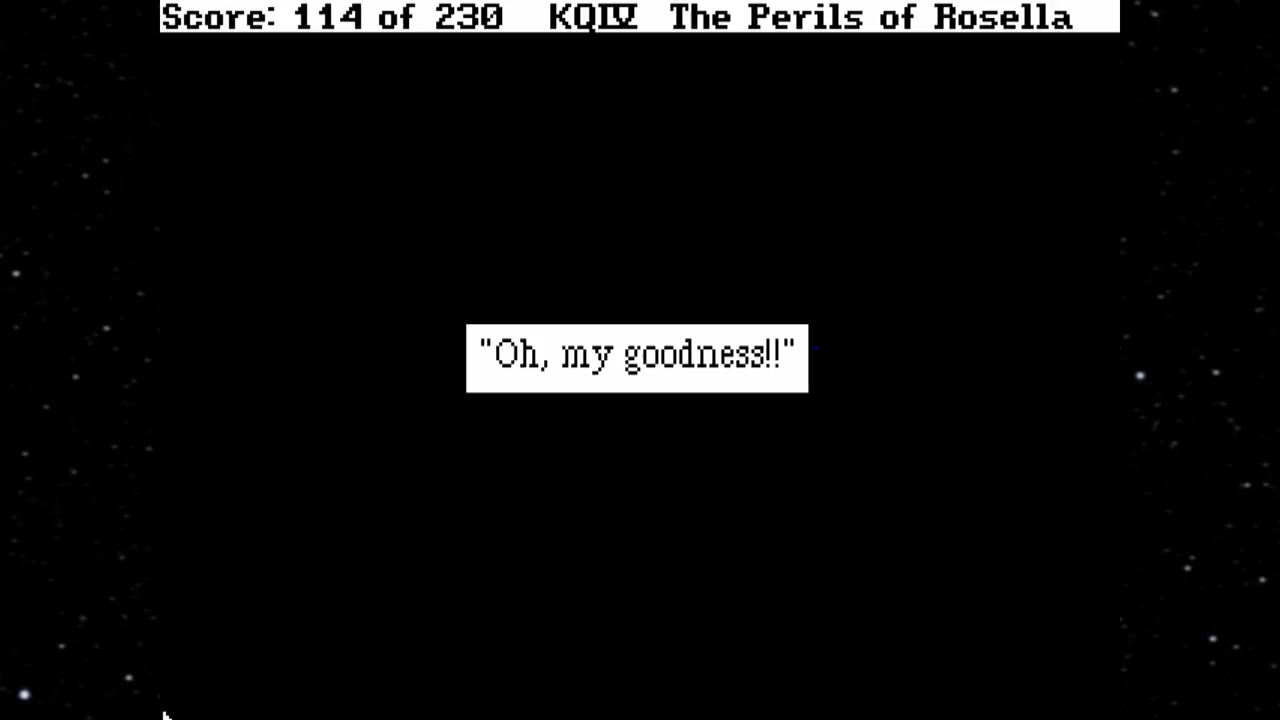 Score: 114 of 230 KQIV The Perils of Rosella
"Oh, my goodness!!"